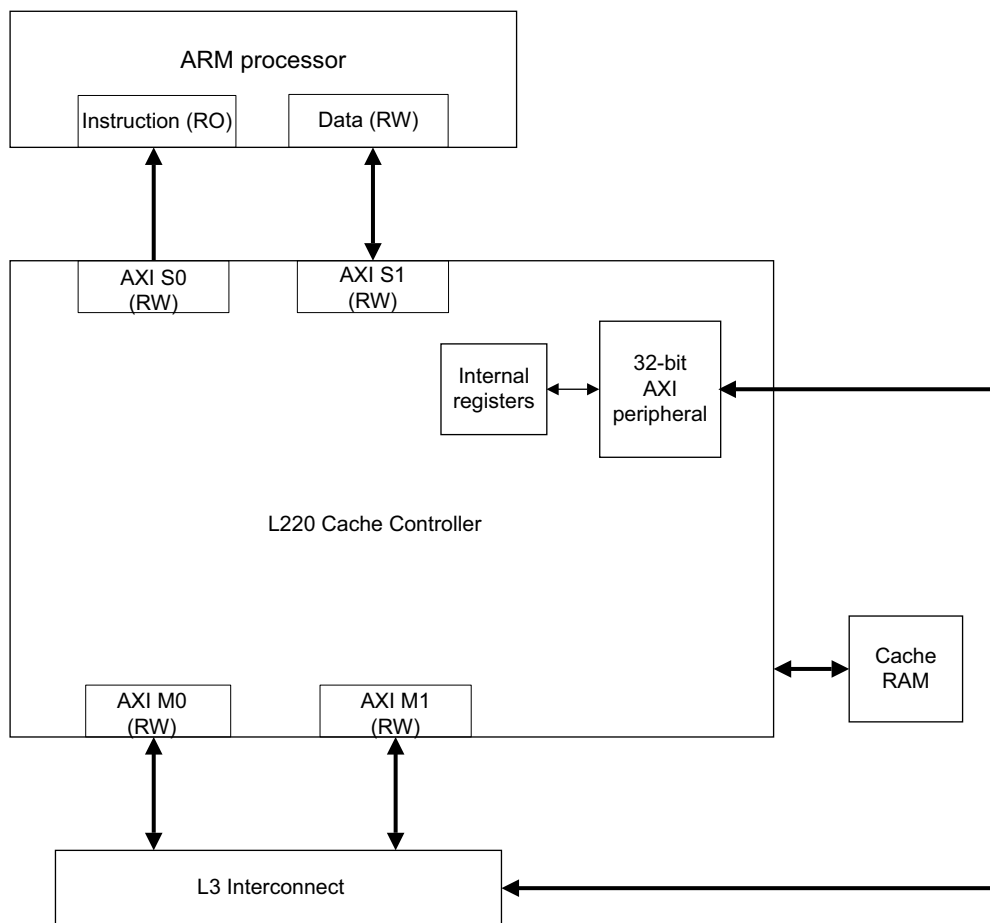 ARM processor
Instruction (RO)
Data (RW)
AXI S0
(RW)
AXI S1
(RW)
Internal
registers
32-bit
AXI
peripheral
L220 Cache Controller
Cache
RAM
AXI M0
(RW)
AXI M1
(RW)
L3 Interconnect